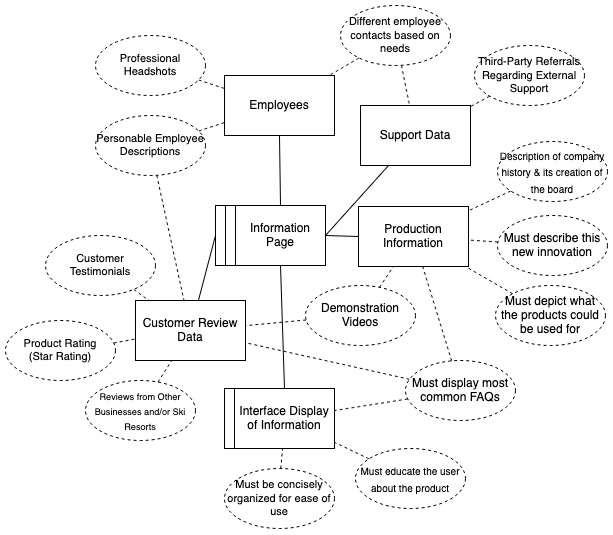 Different employee
contacts based on
needs
Professional
Headshots
Third-Party Referrals
Regarding External
Support
Employees
Support Data
Personable Employee
Descriptions
Description of company
history & its creation of
the board
Information
Page
Production
Information
Must describe this
new innovation
Customer
Testimonials
Demonstration
Videos
Must depict what
the products could
be used for
Customer Review
Data
Product Rating
(Star Rating)
Must display most
common FAQs
Reviews from Other
Businesses and/or Ski
Resorts
Interface Display
of Information
Must educate the user
about the product
Must be concisely
organized for ease of
use